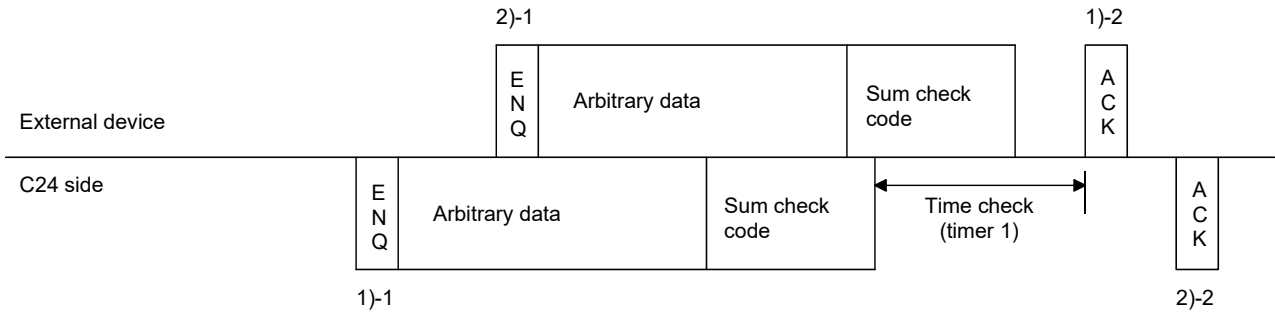 2)-1
1)-2
E
N
Q
Arbitrary data
Sum check
code
A
C
K
External device
C24 side
E
N
Q
Arbitrary data
Sum check
code
Time check
(timer 1)
A
C
K
1)-1
2)-2